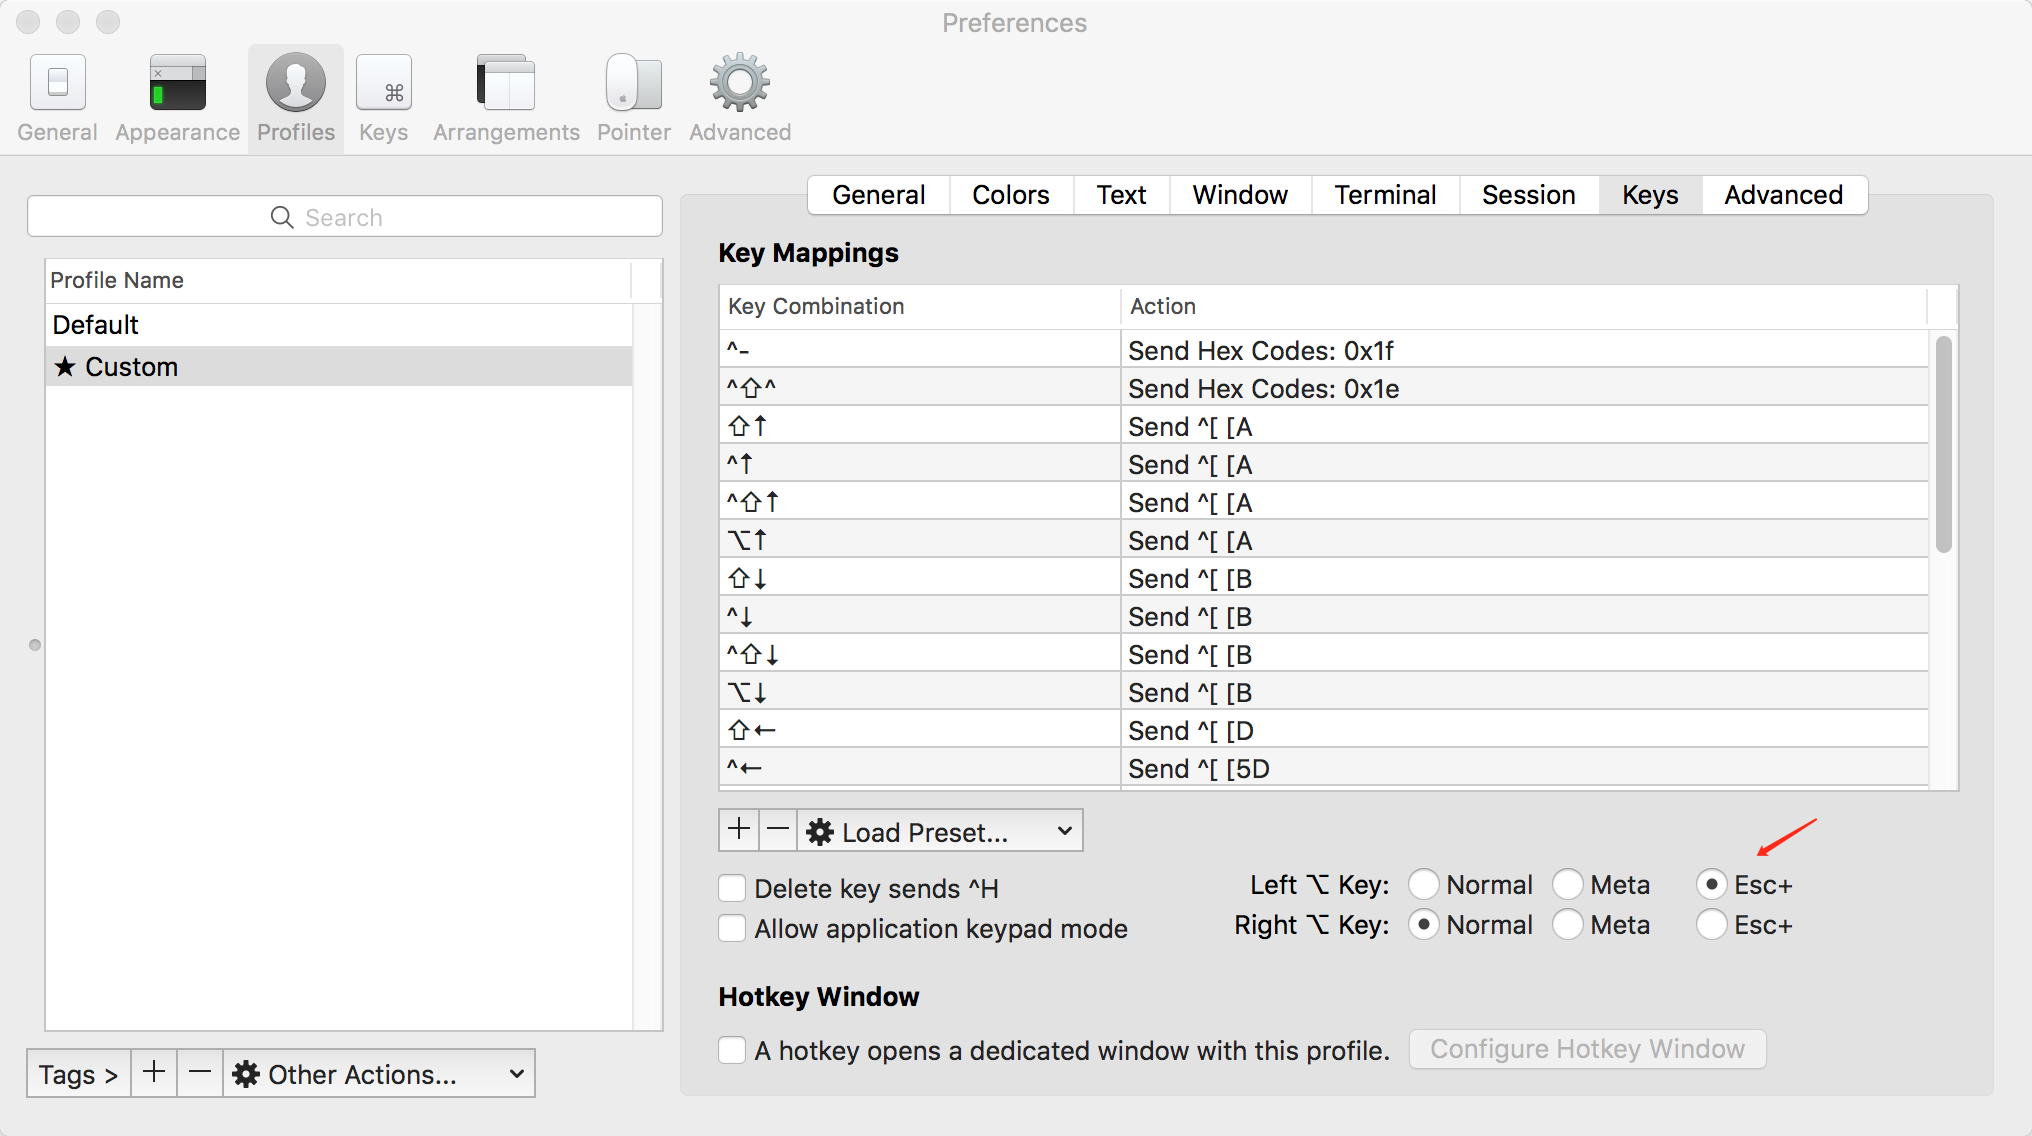 Preferences
General Appearance Profiles Keys Arrangements Pointer Advanced
Search
Profile Name
Default
★ Custom
Tags > + − Other Actions...
General Colors Text Window Terminal Session Keys Advanced
Key Mappings
Key Combination Action
^- Send Hex Codes: 0x1f
^⇧^ Send Hex Codes: 0x1e
⇧↑ Send ^[ [A
^↑ Send ^[ [A
^⇧↑ Send ^[ [A
⌥↑ Send ^[ [A
⇧↓ Send ^[ [B
^↓ Send ^[ [B
^⇧↓ Send ^[ [B
⌥↓ Send ^[ [B
⇧← Send ^[ [D
^← Send ^[ [5D
+ − Load Preset...
Delete key sends ^H
Allow application keypad mode
Left ⌥ Key: Normal Meta Esc+
Right ⌥ Key: Normal Meta Esc+
Hotkey Window
A hotkey opens a dedicated window with this profile. Configure Hotkey Window